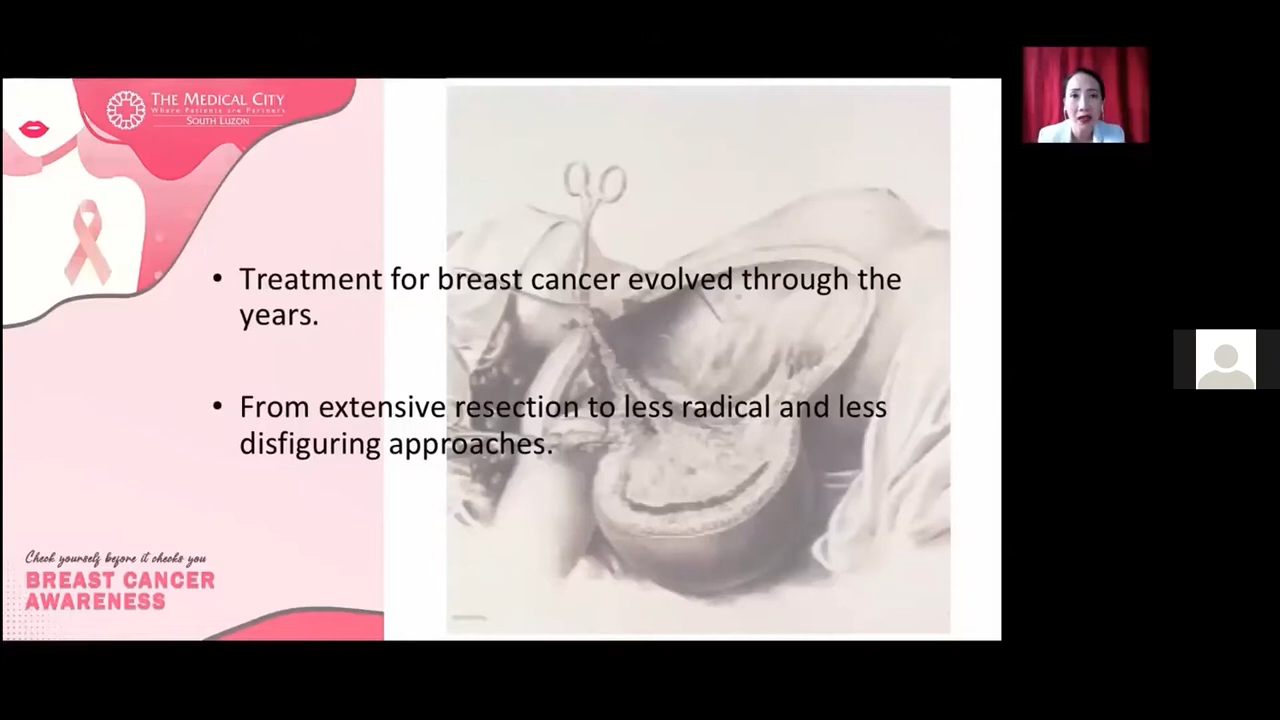 THE MEDICAL CITY
Where Patients are Partners
SOUTH LUZON
• Treatment for breast cancer evolved through the
years.
• From extensive resection to less radical and less
disfiguring approaches.
Check yourself before it checks you
BREAST CANCER
AWARENESS